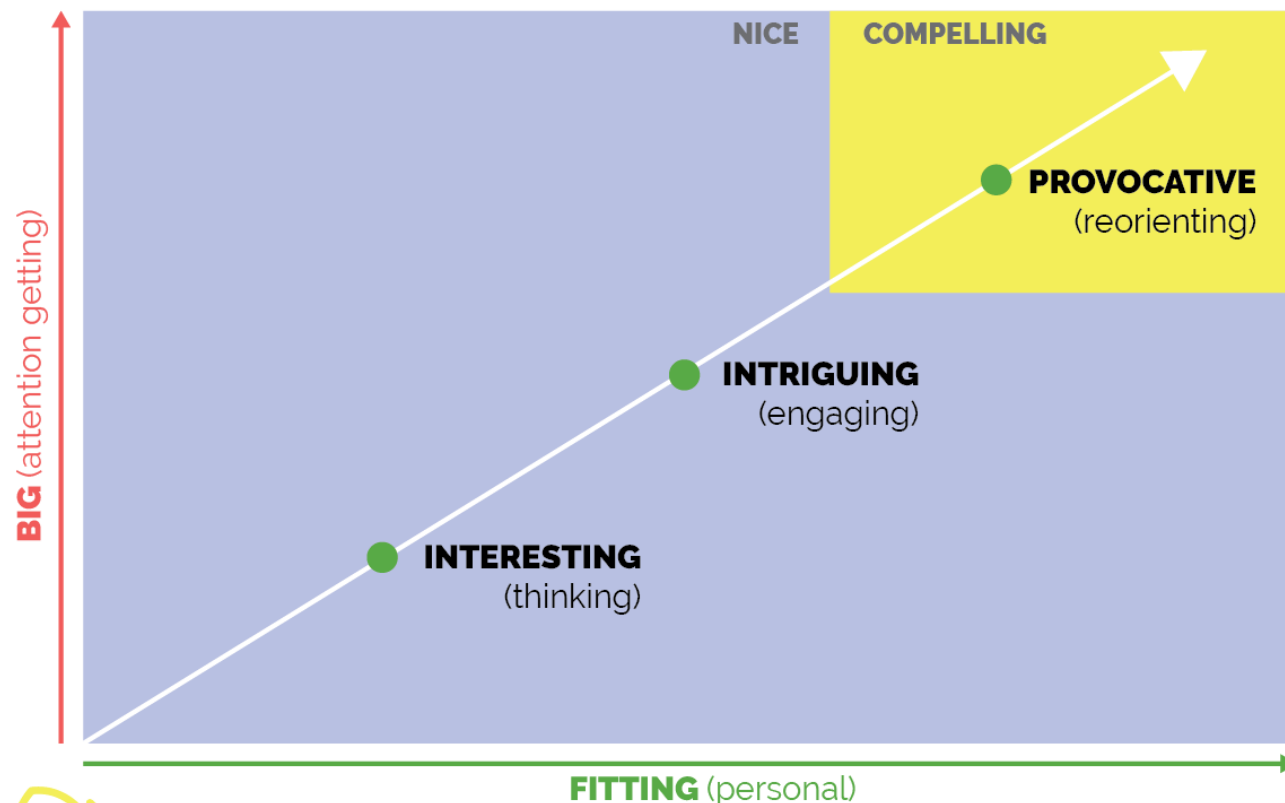 NICE
COMPELLING
PROVOCATIVE
(reorienting)
INTRIGUING
(engaging)
INTERESTING
(thinking)
BIG (attention getting)
FITTING (personal)